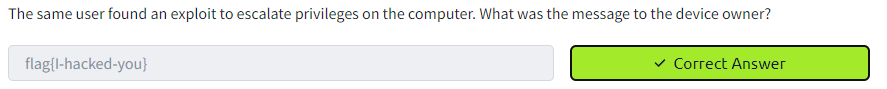 The same user found an exploit to escalate privileges on the computer. What was the message to the device owner?
flag{I-hacked-you}
✓ Correct Answer